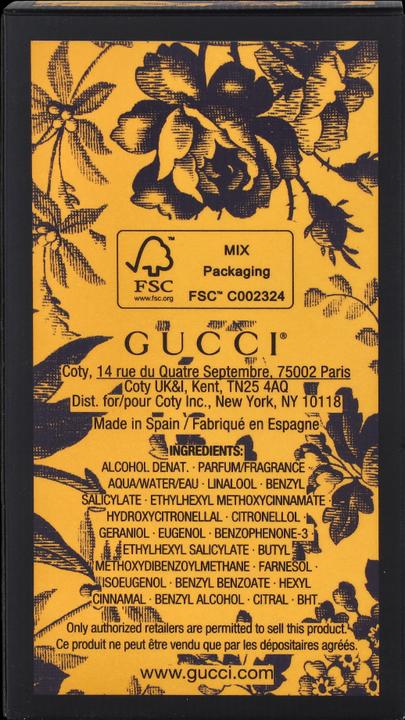 FSC™
www.fsc.org
MIX
Packaging
FSC™ C002324
GUCCI®
Coty, 14 rue du Quatre Septembre, 75002 Paris
Coty UK&I, Kent, TN25 4AQ
Dist. for/pour Coty Inc., New York, NY 10118
Made in Spain / Fabriqué en Espagne
INGREDIENTS:
ALCOHOL DENAT. · PARFUM/FRAGRANCE ·
AQUA/WATER/EAU · LINALOOL · BENZYL
SALICYLATE · ETHYLHEXYL METHOXYCINNAMATE ·
HYDROXYCITRONELLAL · CITRONELLOL ·
GERANIOL · EUGENOL · BENZOPHENONE-3 ·
ETHYLHEXYL SALICYLATE · BUTYL
METHOXYDIBENZOYLMETHANE · FARNESOL ·
ISOEUGENOL · BENZYL BENZOATE · HEXYL
CINNAMAL · BENZYL ALCOHOL · CITRAL · BHT
Only authorized retailers are permitted to sell this product.
Ce produit ne peut être vendu que par les dépositaires agréés.
www.gucci.com